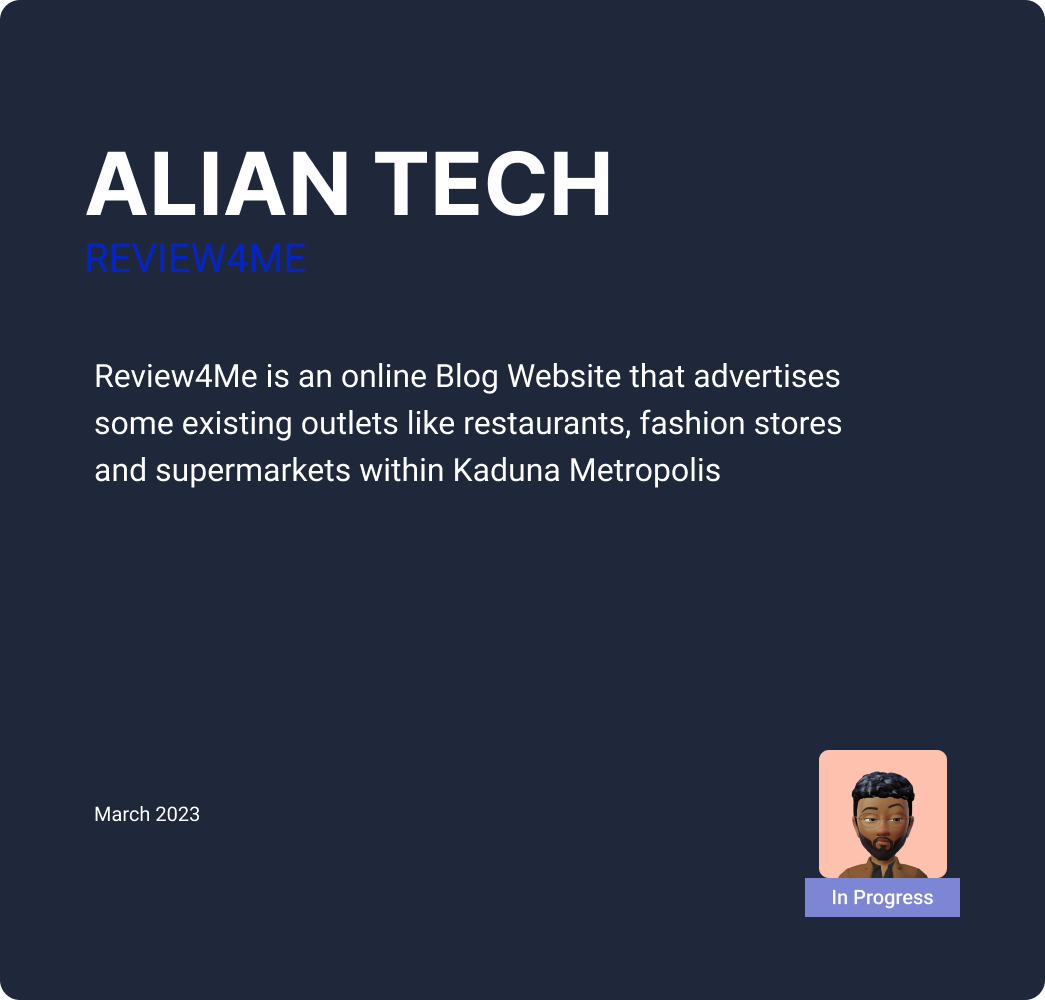 ALIAN TECH
REVIEW4ME
Review4Me is an online Blog Website that advertises
some existing outlets like restaurants, fashion stores
and supermarkets within Kaduna Metropolis
March 2023
In Progress